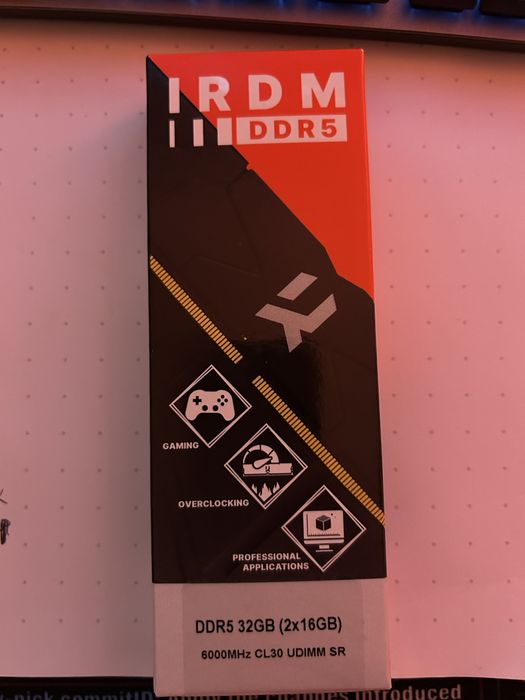 IRDM
DDR5
GAMING
OVERCLOCKING
PROFESSIONAL
APPLICATIONS
DDR5 32GB (2x16GB)
6000MHz CL30 UDIMM SR